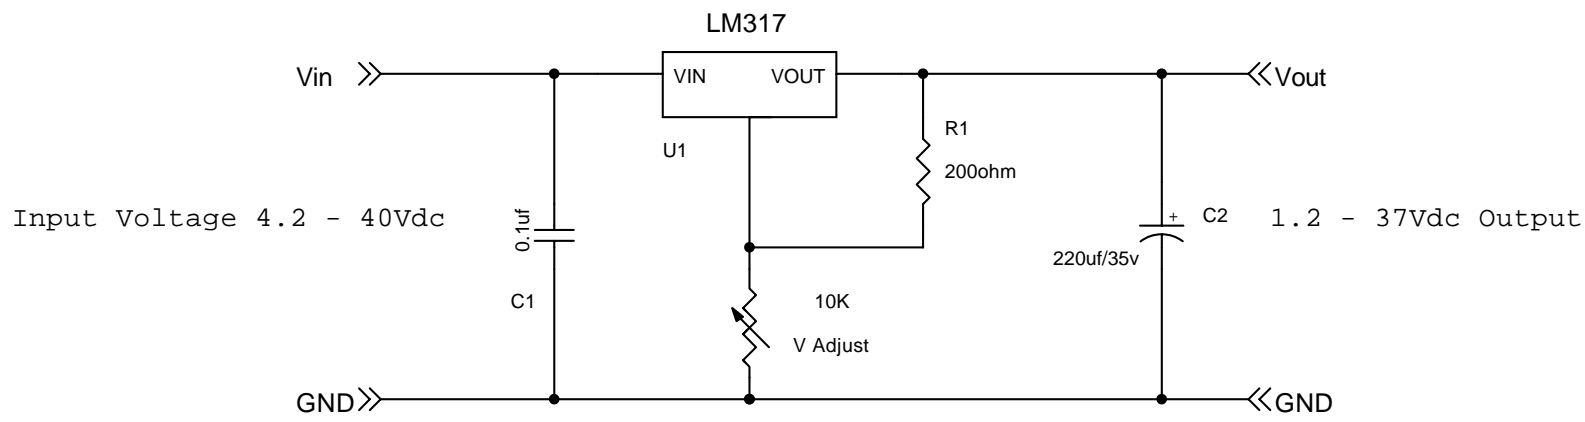 LM317
Vin
VIN
VOUT
Vout
R1
U1
200ohm
Input Voltage 4.2 - 40Vdc
0.1uf
+
C2
1.2 - 37Vdc Output
220uf/35v
C1
10K
V Adjust
GND
GND